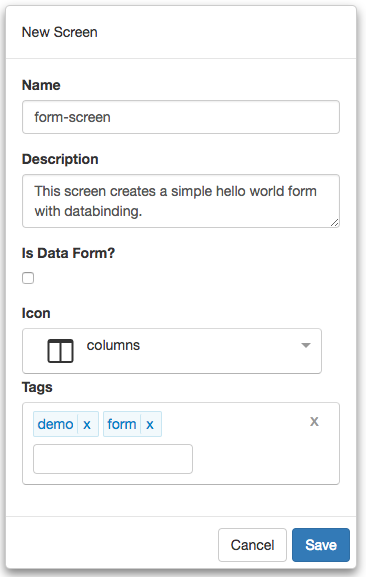 New Screen
Name
form-screen
Description
This screen creates a simple hello world form
with databinding.
Is Data Form?
Icon
columns
Tags
demo x form x x
Cancel Save